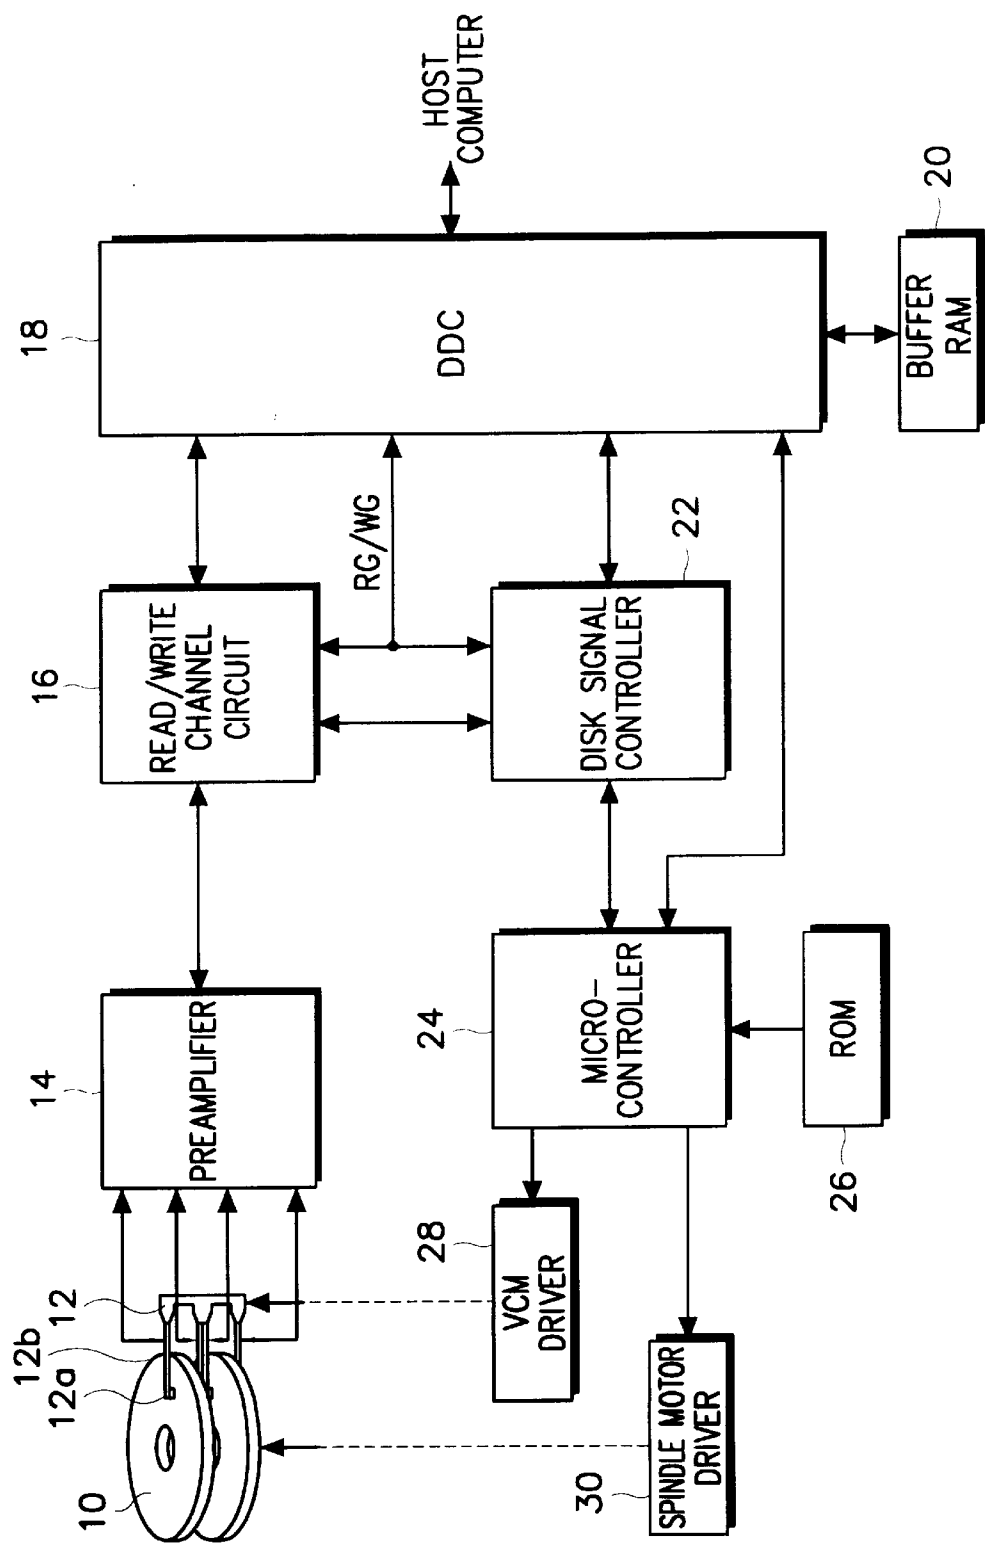 10
12a
12b
12
14
PREAMPLIFIER
16
READ/WRITE
CHANNEL
CIRCUIT
18
DDC
HOST
COMPUTER
RG/WG
28
VCM
DRIVER
24
MICRO-
CONTROLLER
DISK SIGNAL
CONTROLLER
22
30
SPINDLE MOTOR
DRIVER
26
ROM
BUFFER
RAM
20